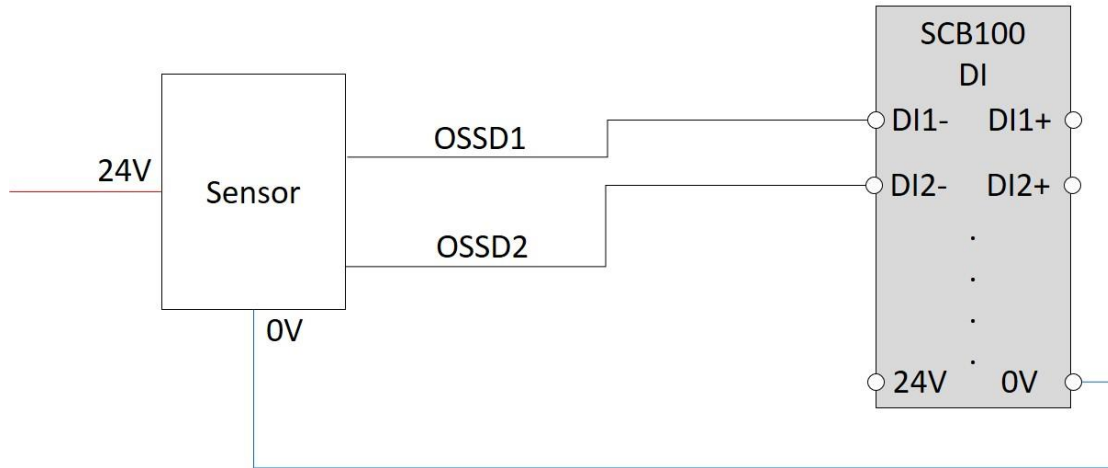 SCB100
DI
DI1- DI1+
OSSD1
24V
Sensor
DI2- DI2+
OSSD2
0V
24V 0V